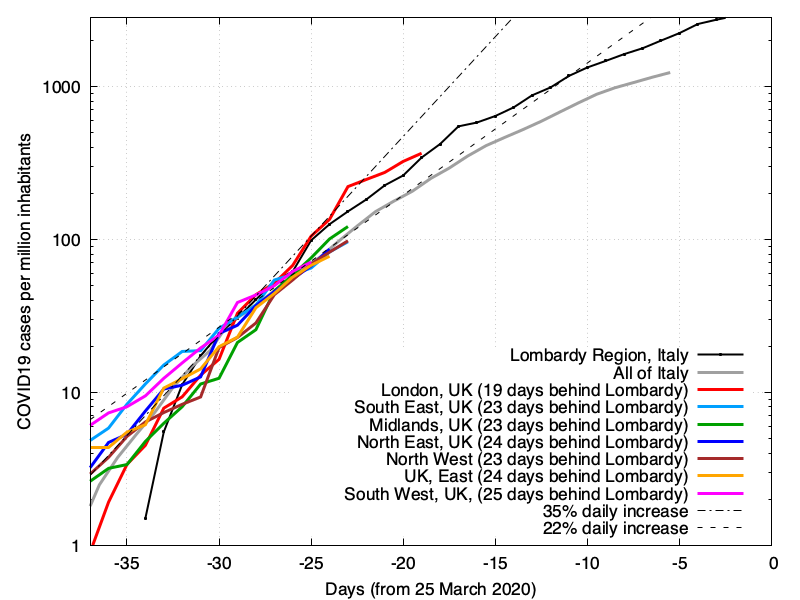 COVID19 cases per million inhabitants
1000
100
10
1
Lombardy Region, Italy
All of Italy
London, UK (19 days behind Lombardy)
South East, UK (23 days behind Lombardy)
Midlands, UK (23 days behind Lombardy)
North East, UK (24 days behind Lombardy)
North West (23 days behind Lombardy)
UK, East (24 days behind Lombardy)
South West, UK, (25 days behind Lombardy)
35% daily increase
22% daily increase
-35 -30 -25 -20 -15 -10 -5 0
Days (from 25 March 2020)